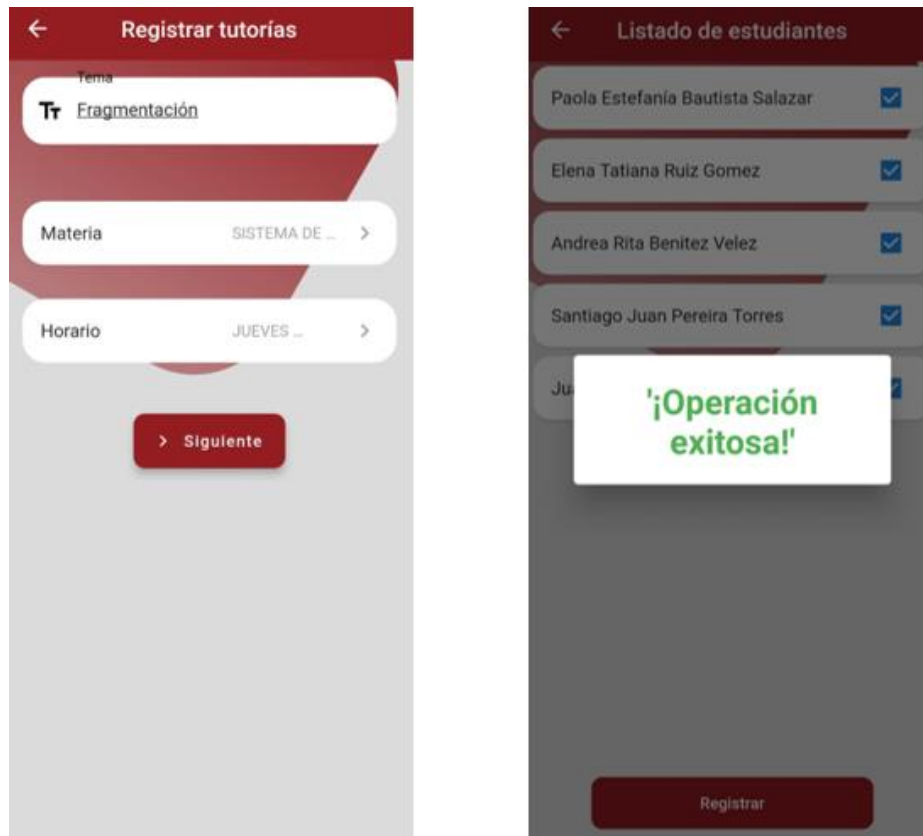 Registrar tutorías
Tema
Fragmentación
Materia SISTEMA DE ...
Horario JUEVES ...
Siguiente
Listado de estudiantes
Paola Estefanía Bautista Salazar
Elena Tatiana Ruiz Gomez
Andrea Rita Benitez Velez
Santiago Juan Pereira Torres
'¡Operación
exitosa!'
Registrar